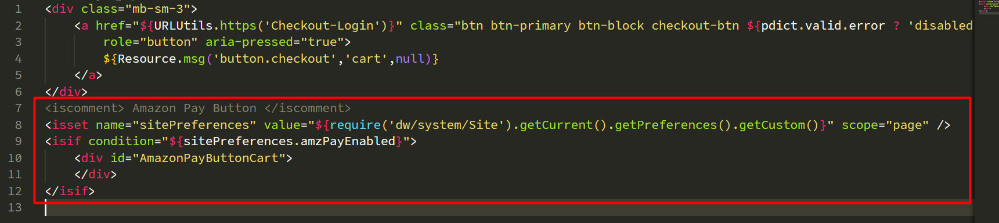 1 <div class="mb-sm-3">
2 <a href="${URLUtils.https('Checkout-Login')}" class="btn btn-primary btn-block checkout-btn ${pdict.valid.error ? 'disabled
3 role="button" aria-pressed="true">
4 ${Resource.msg('button.checkout','cart',null)}
5 </a>
6 </div>
7 <iscomment> Amazon Pay Button </iscomment>
8 <isset name="sitePreferences" value="${require('dw/system/Site').getCurrent().getPreferences().getCustom()}" scope="page" />
9 <isif condition="${sitePreferences.amzPayEnabled}">
10 <div id="AmazonPayButtonCart">
11 </div>
12 </isif>
13